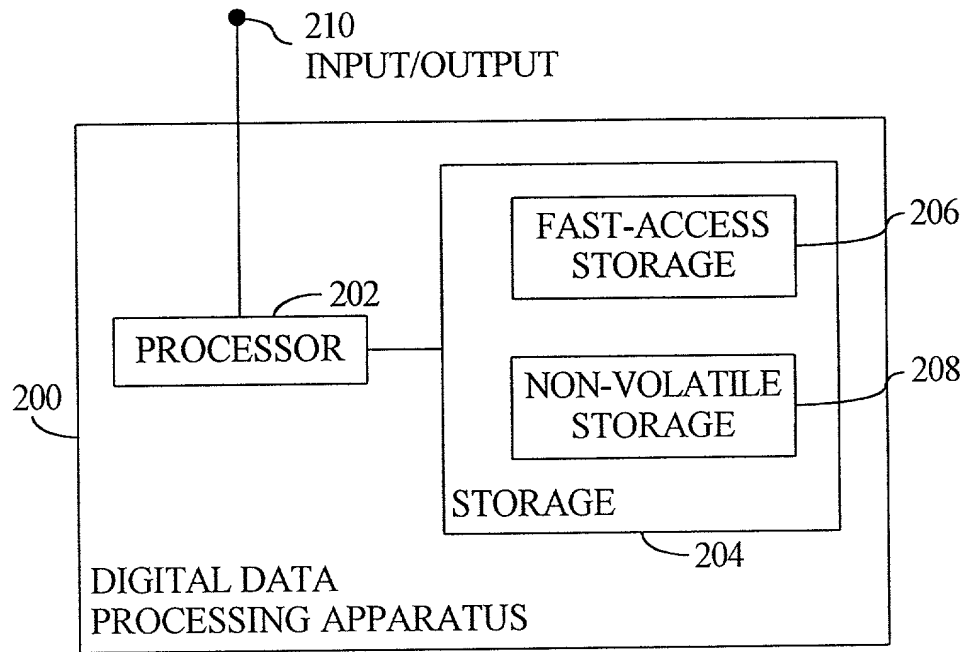 210
INPUT/OUTPUT
FAST-ACCESS
STORAGE
206
202
PROCESSOR
NON-VOLATILE
STORAGE
208
200
STORAGE
204
DIGITAL DATA
PROCESSING APPARATUS